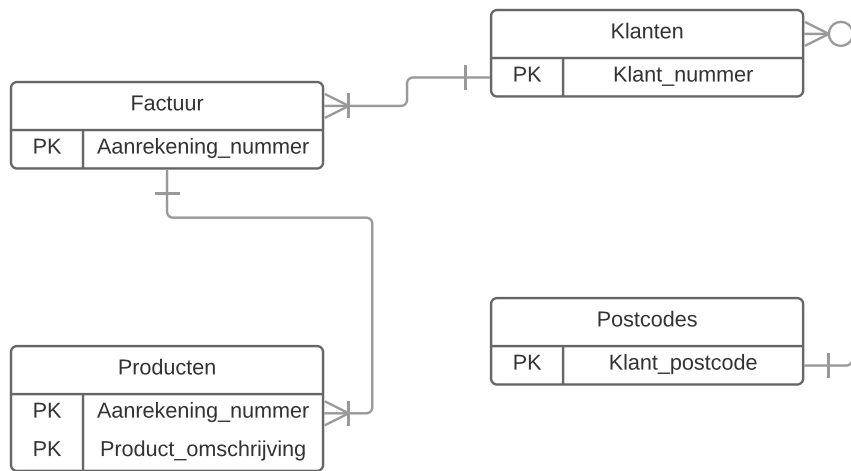 Klanten
PK Klant_nummer
Factuur
PK Aanrekening_nummer
Postcodes
PK Klant_postcode
Producten
PK Aanrekening_nummer
PK Product_omschrijving